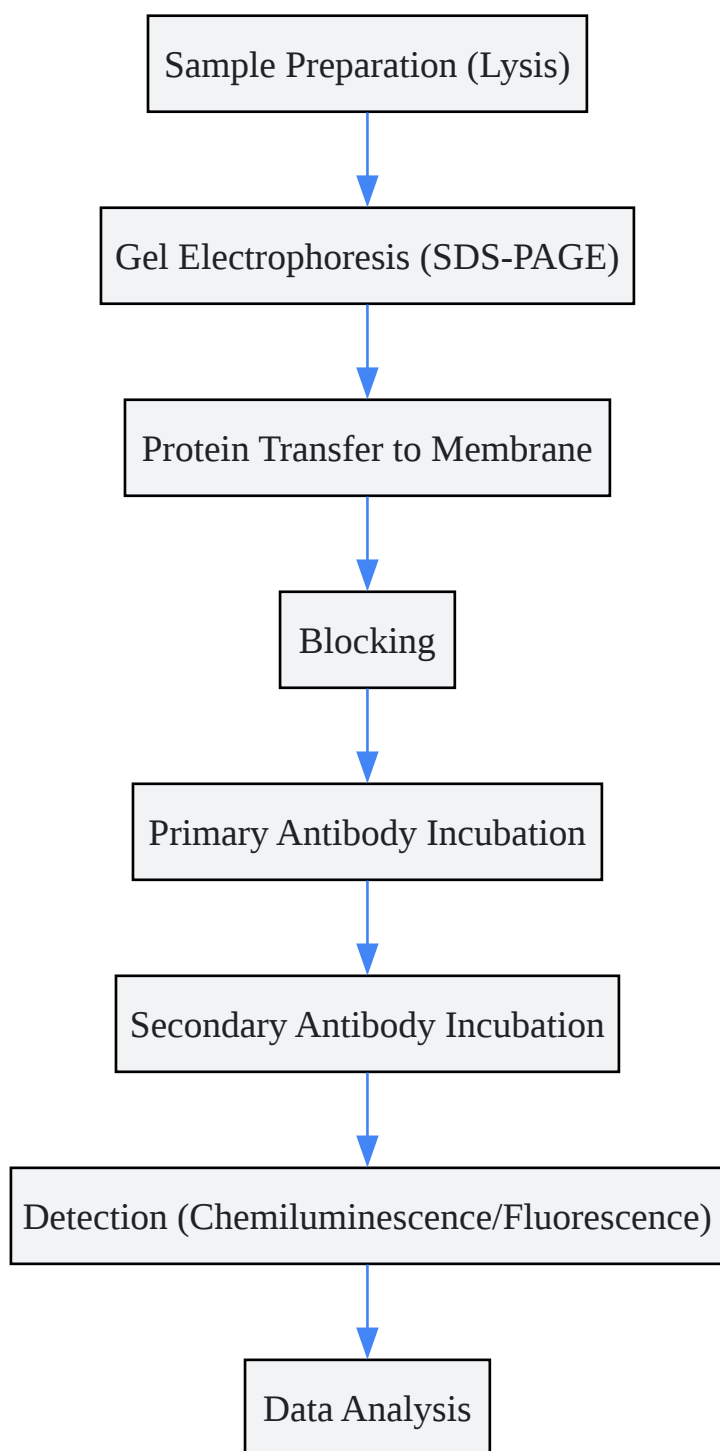 Sample Preparation (Lysis)
Gel Electrophoresis (SDS-PAGE)
Protein Transfer to Membrane
Blocking
Primary Antibody Incubation
Secondary Antibody Incubation
Detection (Chemiluminescence/Fluorescence)
Data Analysis